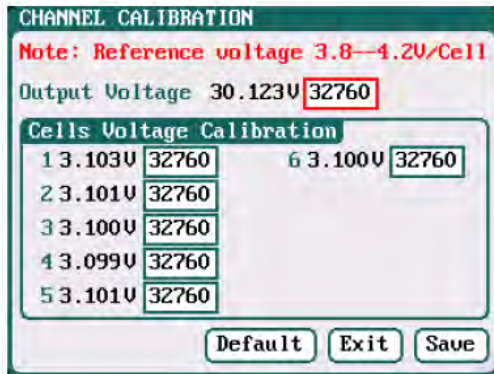 CHANNEL CALIBRATION
Note: Reference voltage 3.8--4.2V/Cell
Output Voltage 30.123V 32760
Cells Voltage Calibration
1 3.103V 32760 6 3.100V 32760
2 3.101V 32760
3 3.100V 32760
4 3.099V 32760
5 3.101V 32760
Default Exit Save